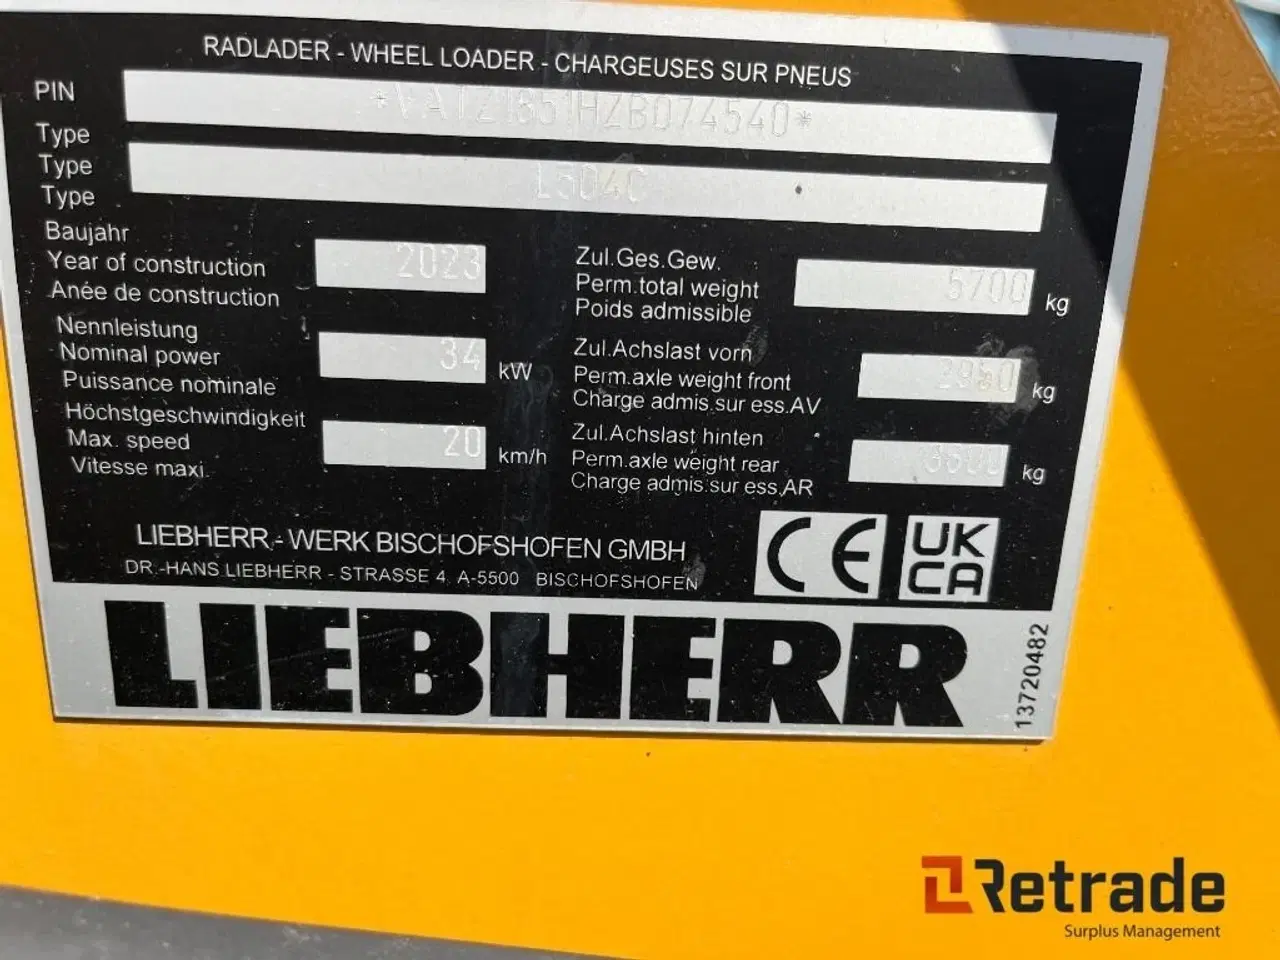 RADLADER - WHEEL LOADER - CHARGEUSES SUR PNEUS
PIN *VATZ1851HZB074540*
Type
Type L504C
Type
Baujahr
Year of construction 2023
Anée de construction
Nennleistung
Nominal power 34 kW
Puissance nominale
Höchstgeschwindigkeit
Max. speed 20 km/h
Vitesse maxi.
Zul.Ges.Gew.
Perm.total weight 5700 kg
Poids admissible
Zul.Achslast vorn
Perm.axle weight front kg
Charge admis.sur ess.AV
Zul.Achslast hinten
Perm.axle weight rear 3500 kg
Charge admis.sur ess.AR
LIEBHERR - WERK BISCHOFSHOFEN GMBH
DR.-HANS LIEBHERR - STRASSE 4 A-5500 BISCHOFSHOFEN
CE
UK
CA
LIEBHERR
13720482
Retrade
Surplus Management